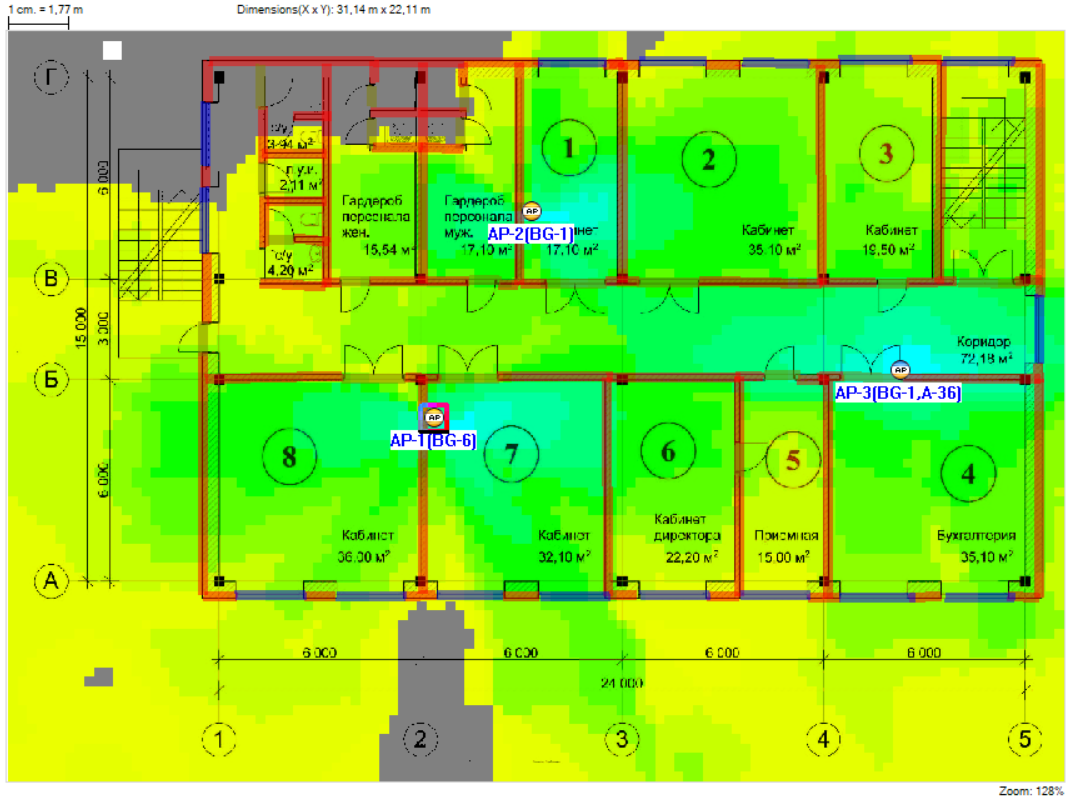 1 cm. = 1,77 m
Dimensions(X x Y): 31,14 m x 22,11 m
Г
В
Б
А
6 000
3 000
6 000
15 000
с/у
3,94 м²
п.у.и.
2,11 м²
с/у
4,20 м²
Гардероб
персонала
жен.
15,54 м²
Гардероб
персонала
муж.
17,10 м²
1
17,10 м²
AP
AP-2(BG-1)
2
Кабинет
35,10 м²
3
Кабинет
19,50 м²
Коридор
72,18 м²
AP
AP-3(BG-1,A-36)
AP
AP-1(BG-6)
8
Кабинет
36,00 м²
7
Кабинет
32,10 м²
6
Кабинет
директора
22,20 м²
5
Приемная
15,00 м²
4
Бухгалтерия
35,10 м²
6 000
6 000
6 000
6 000
24 000
1
2
3
4
5
Zoom: 128%